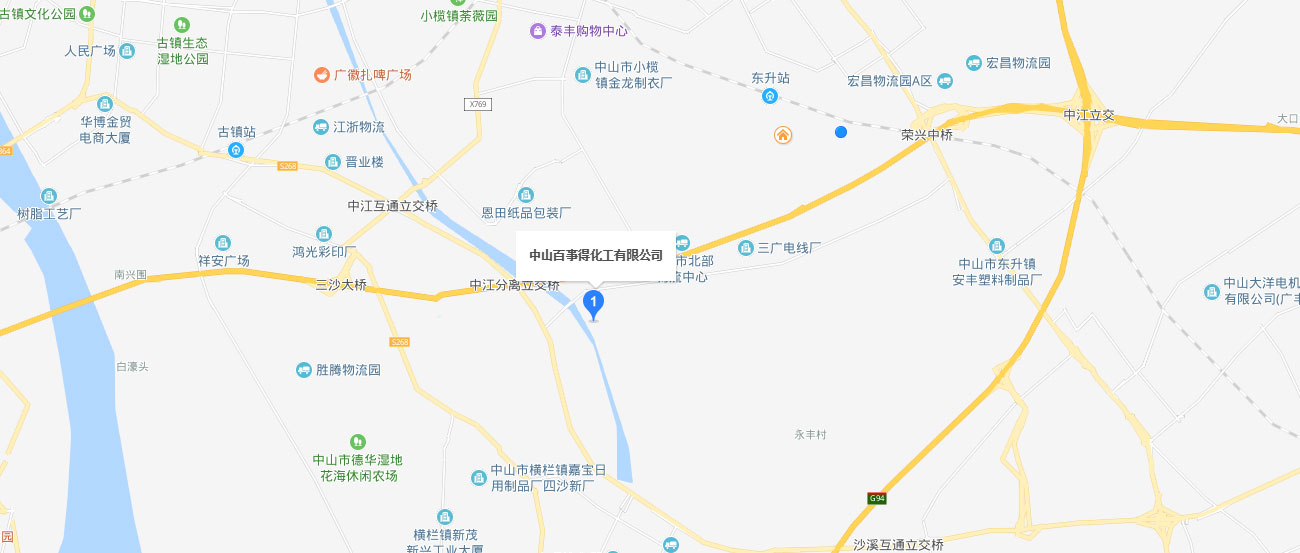 古镇文化公园
小榄镇茶薇园
泰丰购物中心
人民广场
古镇生态
湿地公园
广徽扎啤广场
中山市小榄
镇金龙制衣厂
东升站
宏昌物流园A区
宏昌物流园
X769
华博金贸
电商大厦
古镇站
江浙物流
荣兴中桥
中江立交
大口
S268
晋业楼
树脂工艺厂
中江互通立交桥
恩田纸品包装厂
中山百事得化工有限公司
祥安广场
鸿光彩印厂
市北部
流中心
三广电线厂
中山市东升镇
安丰塑料制品厂
南兴围
三沙大桥
中江分离立交桥
1
中山大洋电机
有限公司(广丰
S268
白濠头
胜腾物流园
永丰村
中山市德华湿地
花海休闲农场
中山市横栏镇嘉宝日
用制品厂四沙新厂
G94
横栏镇新茂
新兴工业大厦
园
沙溪互通立交桥